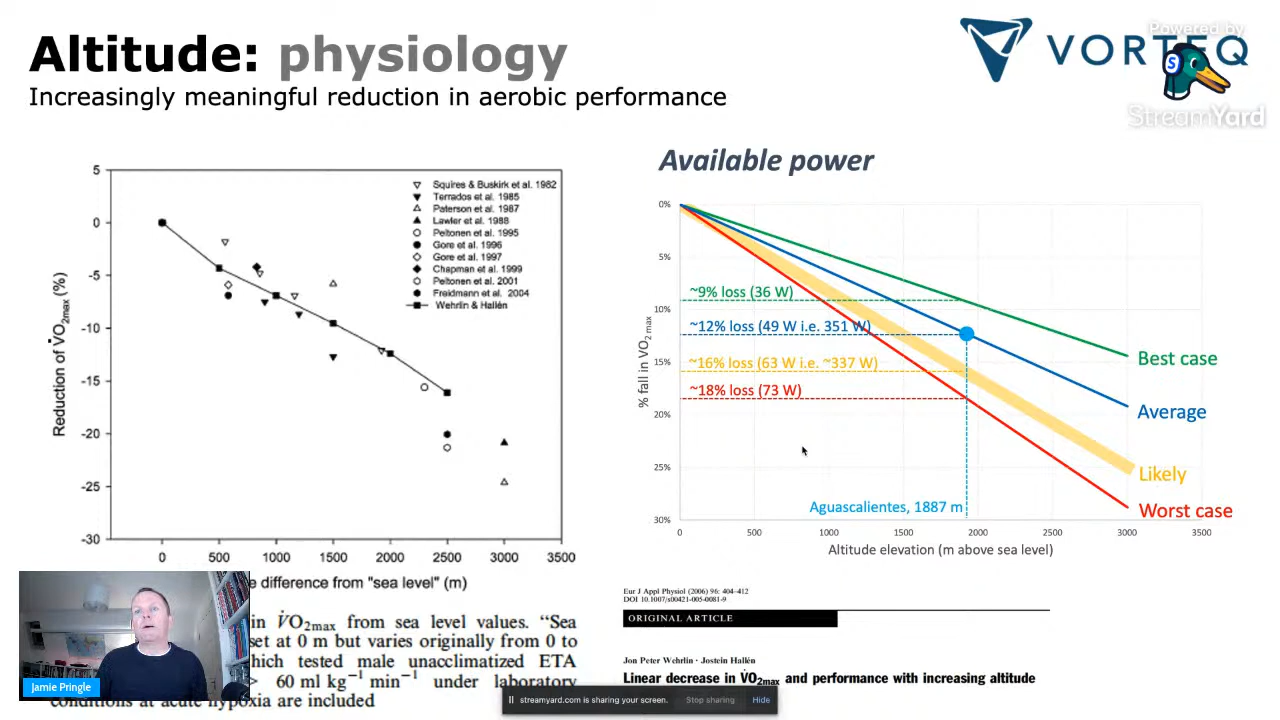 Altitude: physiology
Increasingly meaningful reduction in aerobic performance
VORTEQ
Powered by
S
StreamYard
5
0
-5
-10
-15
-20
-25
-30
Reduction of V̇O2max (%)
Squires & Buskirk et al. 1982
Terrados et al. 1985
Paterson et al. 1987
Lawler et al. 1988
Peltonen et al. 1995
Gore et al. 1996
Gore et al. 1997
Chapman et al. 1999
Peltonen et al. 2001
Freidmann et al. 2004
Wehrlin & Hallén
0 500 1000 1500 2000 2500 3000 3500
e difference from "sea level" (m)
in V̇O2max from sea level values. “Sea
set at 0 m but varies originally from 0 to
hich tested male unacclimatized ETA
> 60 ml kg−1 min−1 under laboratory
conditions at acute hypoxia are included
Jamie Pringle
Available power
0%
5%
10%
15%
20%
25%
30%
% fall in VO2 max
~9% loss (36 W)
~12% loss (49 W i.e. 351 W)
~16% loss (63 W i.e. ~337 W)
~18% loss (73 W)
Aguascalientes, 1887 m
Best case
Average
Likely
Worst case
0 500 1000 1500 2000 2500 3000 3500
Altitude elevation (m above sea level)
Eur J Appl Physiol (2006) 96: 404–412
DOI 10.1007/s00421-005-0081-9
ORIGINAL ARTICLE
Jon Peter Wehrlin · Jostein Hallén
Linear decrease in V̇O2max and performance with increasing altitude
streamyard.com is sharing your screen. Stop sharing Hide